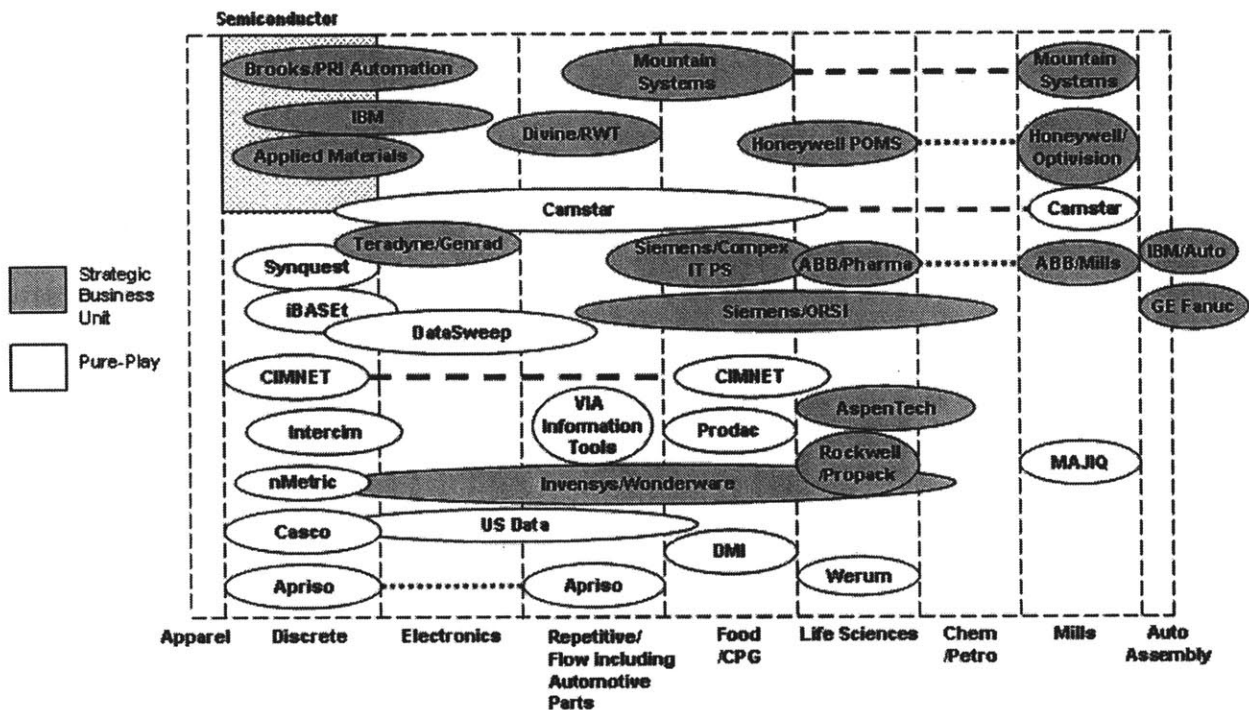 Semiconductor
Brooks/PRI Automation
Mountain
Systems
Mountain
Systems
IBM
Divine/RWT
Honeywell POMS
Honeywell/
Optivision
Applied Materials
Camstar
Camstar
Teradyne/Genrad
Siemens/Compex
IT PS
ABB/Pharma
ABB/Mills
IBM/Auto
Synquest
Strategic
Business
Unit
iBASEt
Siemens/ORSI
GE Fanuc
DataSweep
Pure-Play
CIMNET
CIMNET
VIA
Information
Tools
AspenTech
Intercim
Prodac
Rockwell
/Propack
MAJIQ
nMetric
Invensys/Wonderware
Casco
US Data
DMI
Apriso
Apriso
Werum
Apparel
Discrete
Electronics
Repetitive/
Flow including
Automotive
Parts
Food
/CPG
Life Sciences
Chem
/Petro
Mills
Auto
Assembly